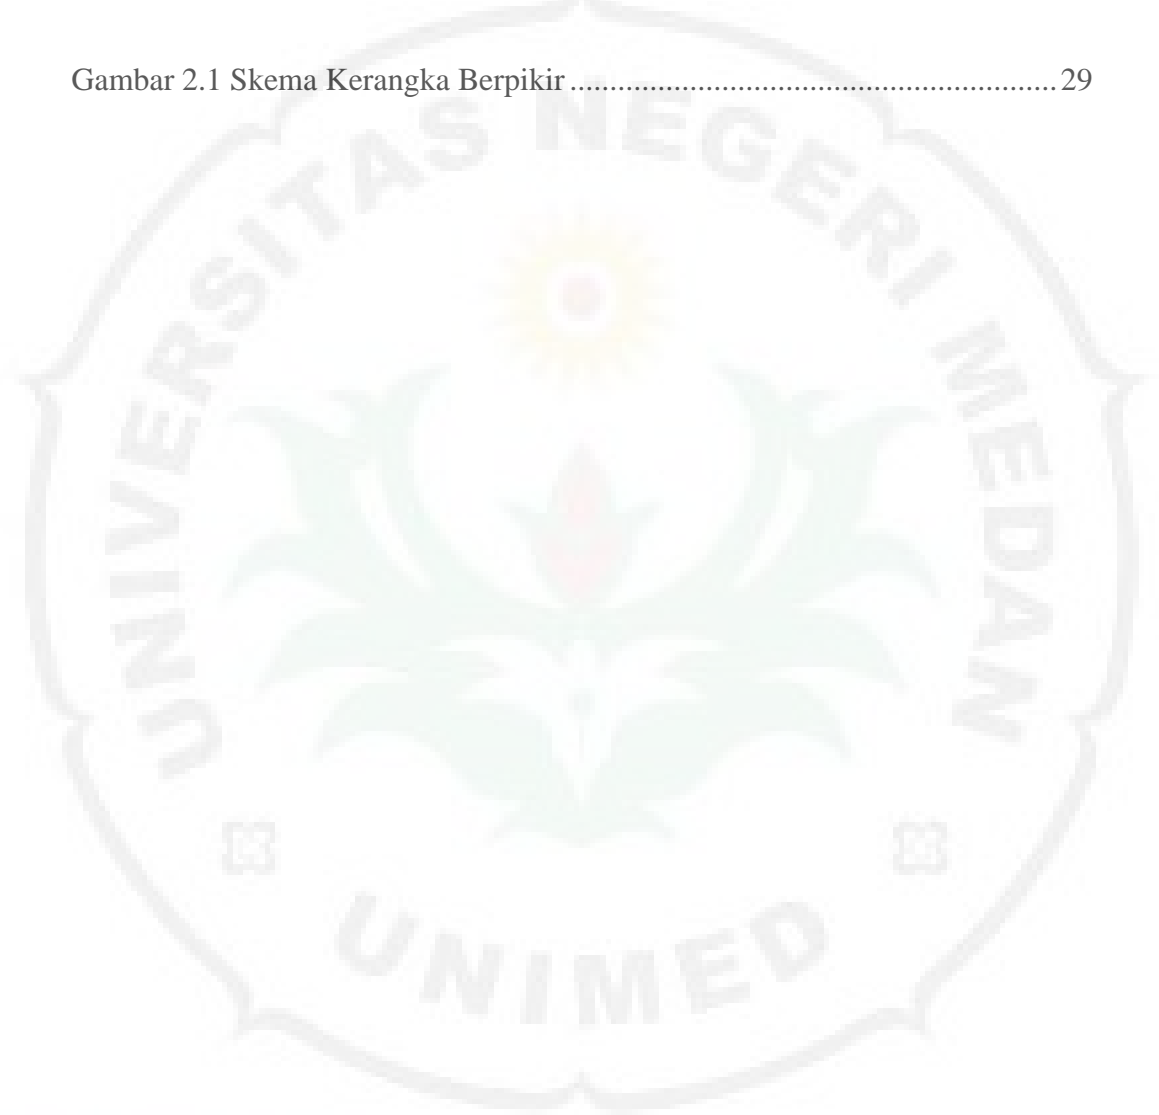 Gambar 2.1 Skema Kerangka Berpikir ............................................................. 29
UNIVERSITAS NEGERI MEDAN
UNIMED